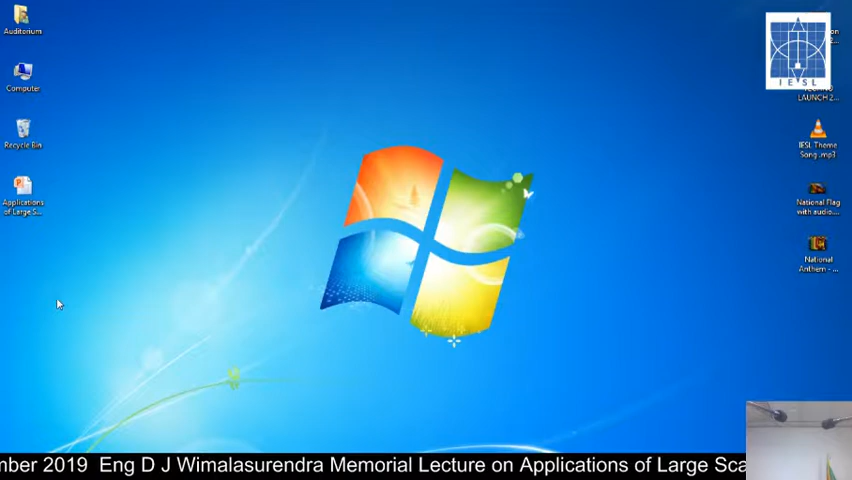 Auditorium
Computer
Recycle Bin
Applications
of Large S...
IESL
LAUNCH 2...
IESL Theme
Song .mp3
National Flag
with audio....
National
Anthem - ...
mber 2019 Eng D J Wimalasurendra Memorial Lecture on Applications of Large Sca